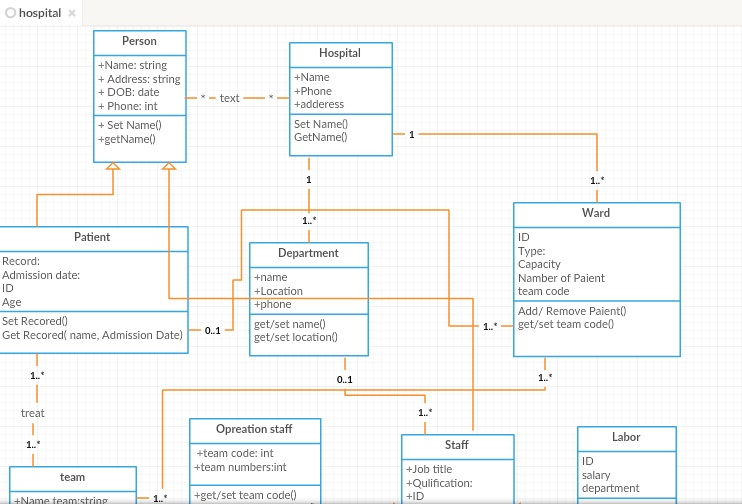 hospital ×
Person
+Name: string
+ Address: string
+ DOB: date
+ Phone: int
+ Set Name()
+getName()
* text *
Hospital
+Name
+Phone
+adderess
Set Name()
GetName()
1
1..*
1
1..*
Patient
Record:
Admission date:
ID
Age
Set Recored()
Get Recored( name, Admission Date)
0..1
Department
+name
+Location
+phone
get/set name()
get/set location()
Ward
ID
Type:
Capacity
Namber of Paient
team code
Add/ Remove Paient()
get/set team code()
1..*
1..*
treat
1..*
0..1
1..*
1..*
Opreation staff
+team code: int
+team numbers:int
+get/set team code()
Staff
+Job title
+Qulification:
+ID
Labor
ID
salary
department
team
+Name team:string
1..*